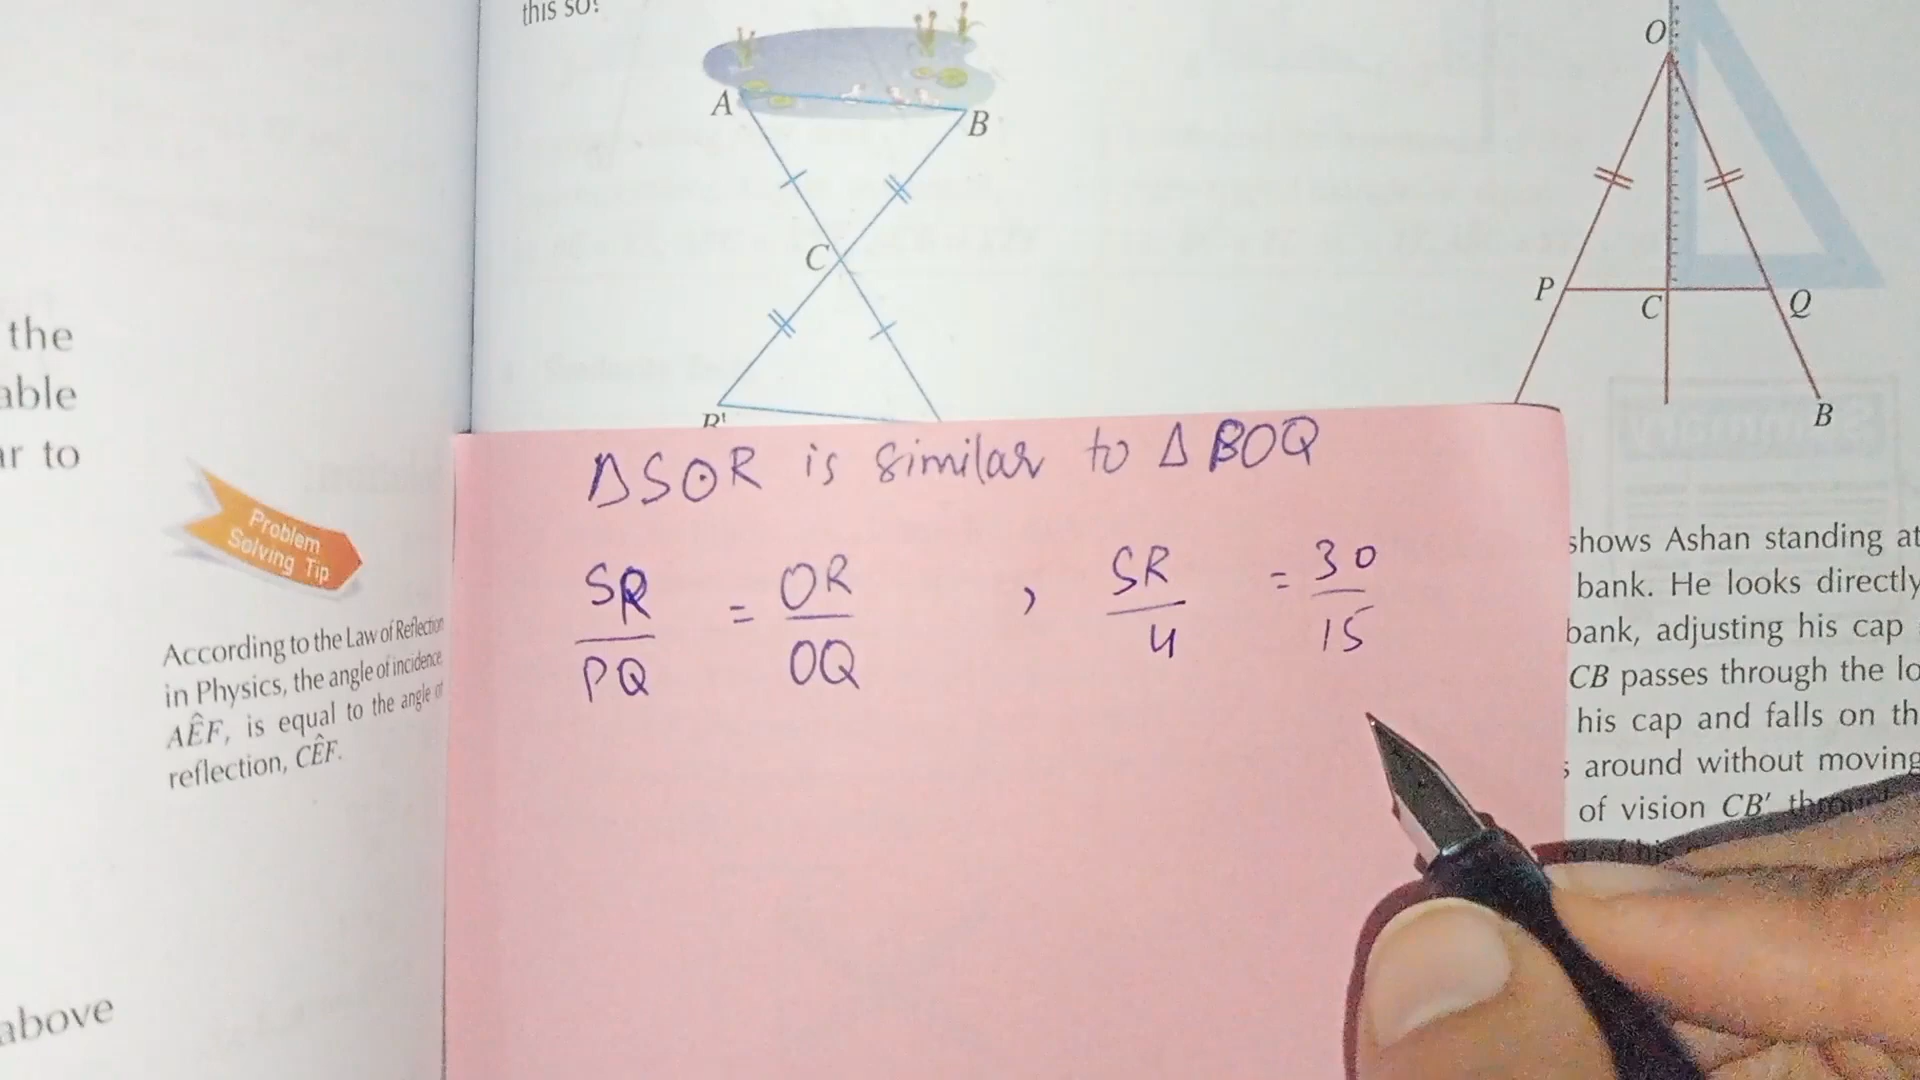 this so?
A
B
C
B'
O
P
C
Q
B
the
able
ar to
Problem
Solving Tip
According to the Law of Reflection
in Physics, the angle of incidence,
AÊF, is equal to the angle of
reflection, CÊF.
above
ΔSOR is similar to Δ POQ
SR/PQ = OR/OQ , SR/4 = 30/15
shows Ashan standing at
bank. He looks directly
bank, adjusting his cap
CB passes through the lo
his cap and falls on th
s around without moving
of vision CB′ through